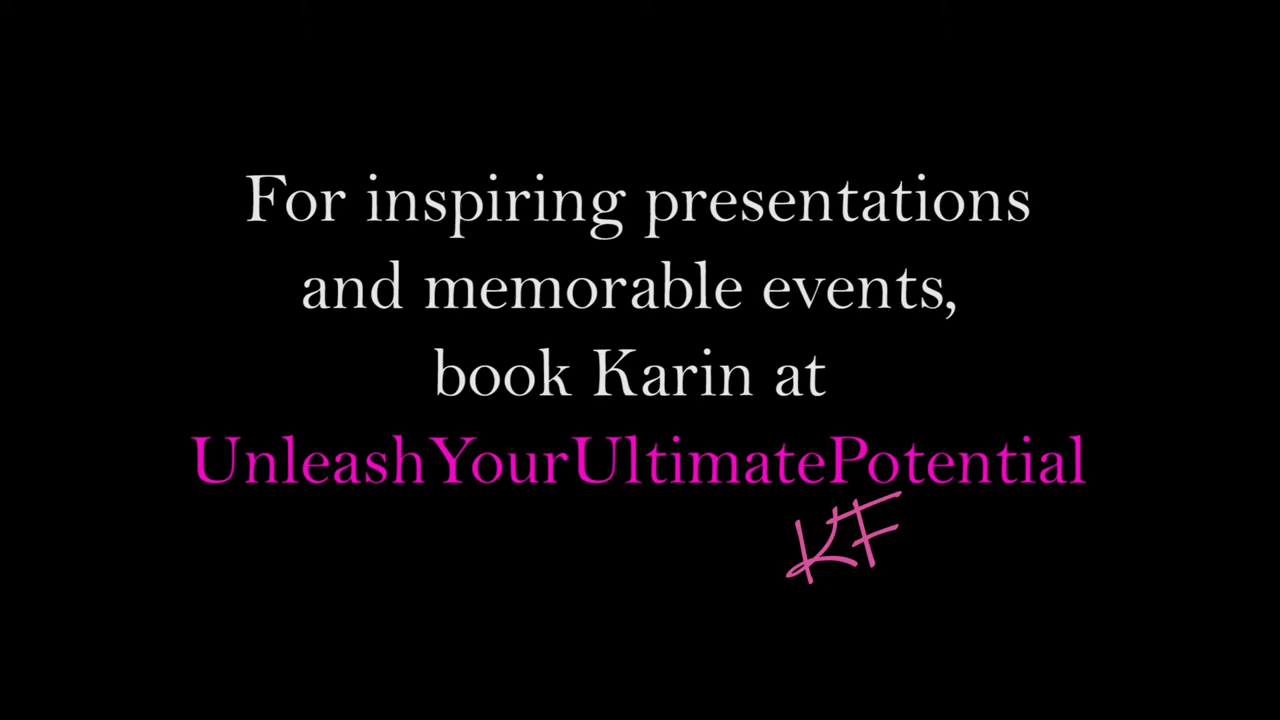 For inspiring presentations
and memorable events,
book Karin at
UnleashYourUltimatePotential
KF